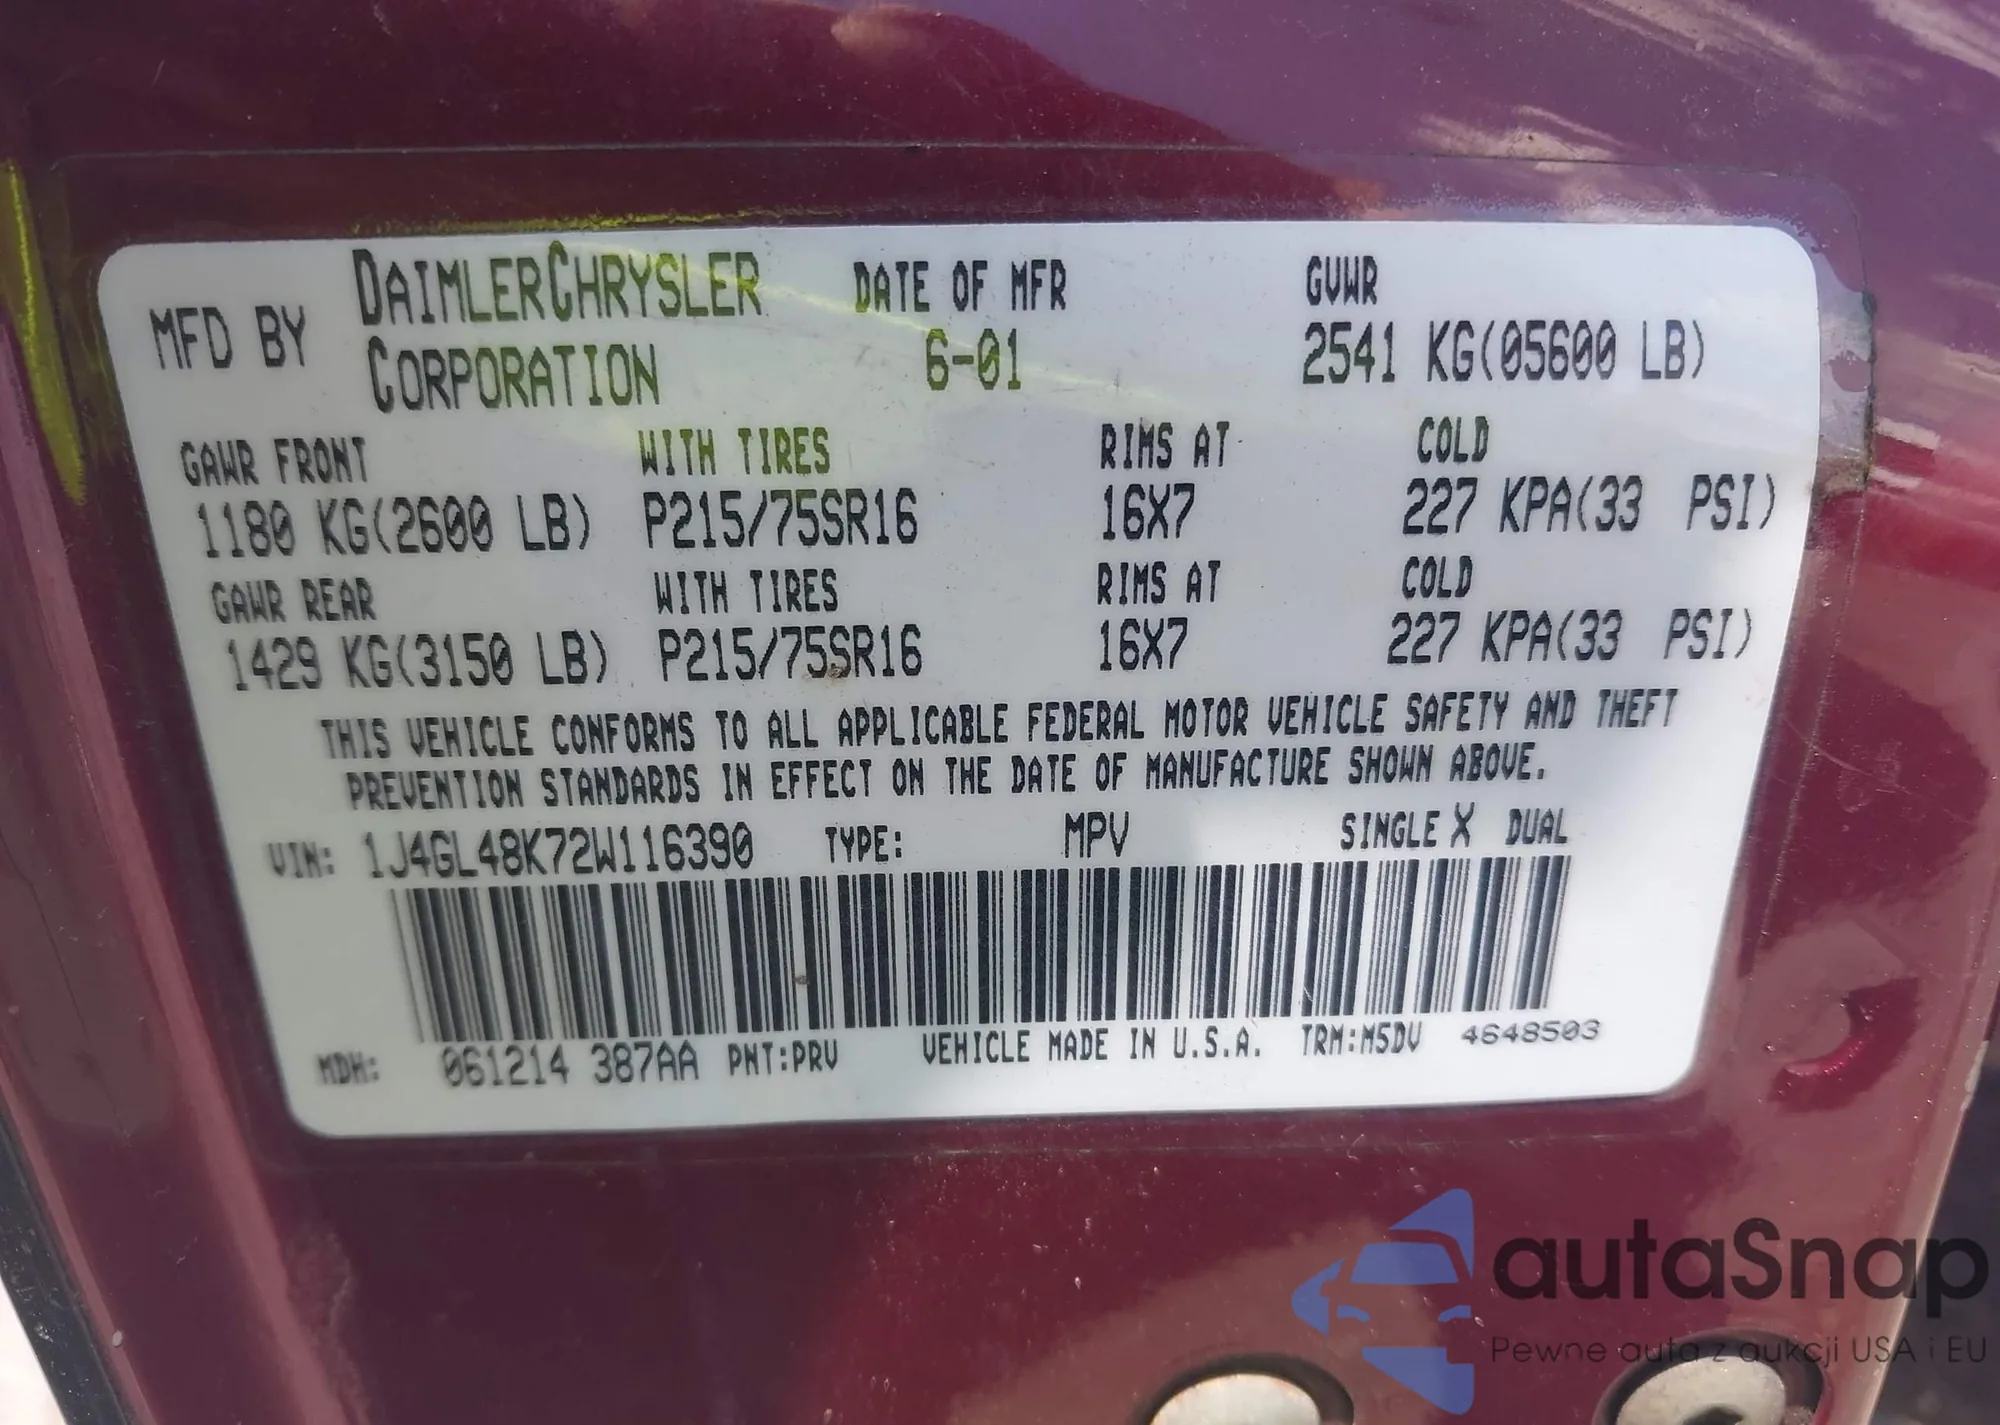 MFD BY DAIMLERCHRYSLER CORPORATION
DATE OF MFR 6-01
GVWR 2541 KG(05600 LB)
GAWR FRONT WITH TIRES RIMS AT COLD
1180 KG(2600 LB) P215/75SR16 16X7 227 KPA(33 PSI)
GAWR REAR WITH TIRES RIMS AT COLD
1429 KG(3150 LB) P215/75SR16 16X7 227 KPA(33 PSI)
THIS VEHICLE CONFORMS TO ALL APPLICABLE FEDERAL MOTOR VEHICLE SAFETY AND THEFT
PREVENTION STANDARDS IN EFFECT ON THE DATE OF MANUFACTURE SHOWN ABOVE.
VIN: 1J4GL48K72W116390 TYPE: MPV SINGLE X DUAL
MDH: 061214 387AA PNT:PRV VEHICLE MADE IN U.S.A. TRM:M5DV 4648503
autaSnap
Pewne auta z aukcji USA i EU